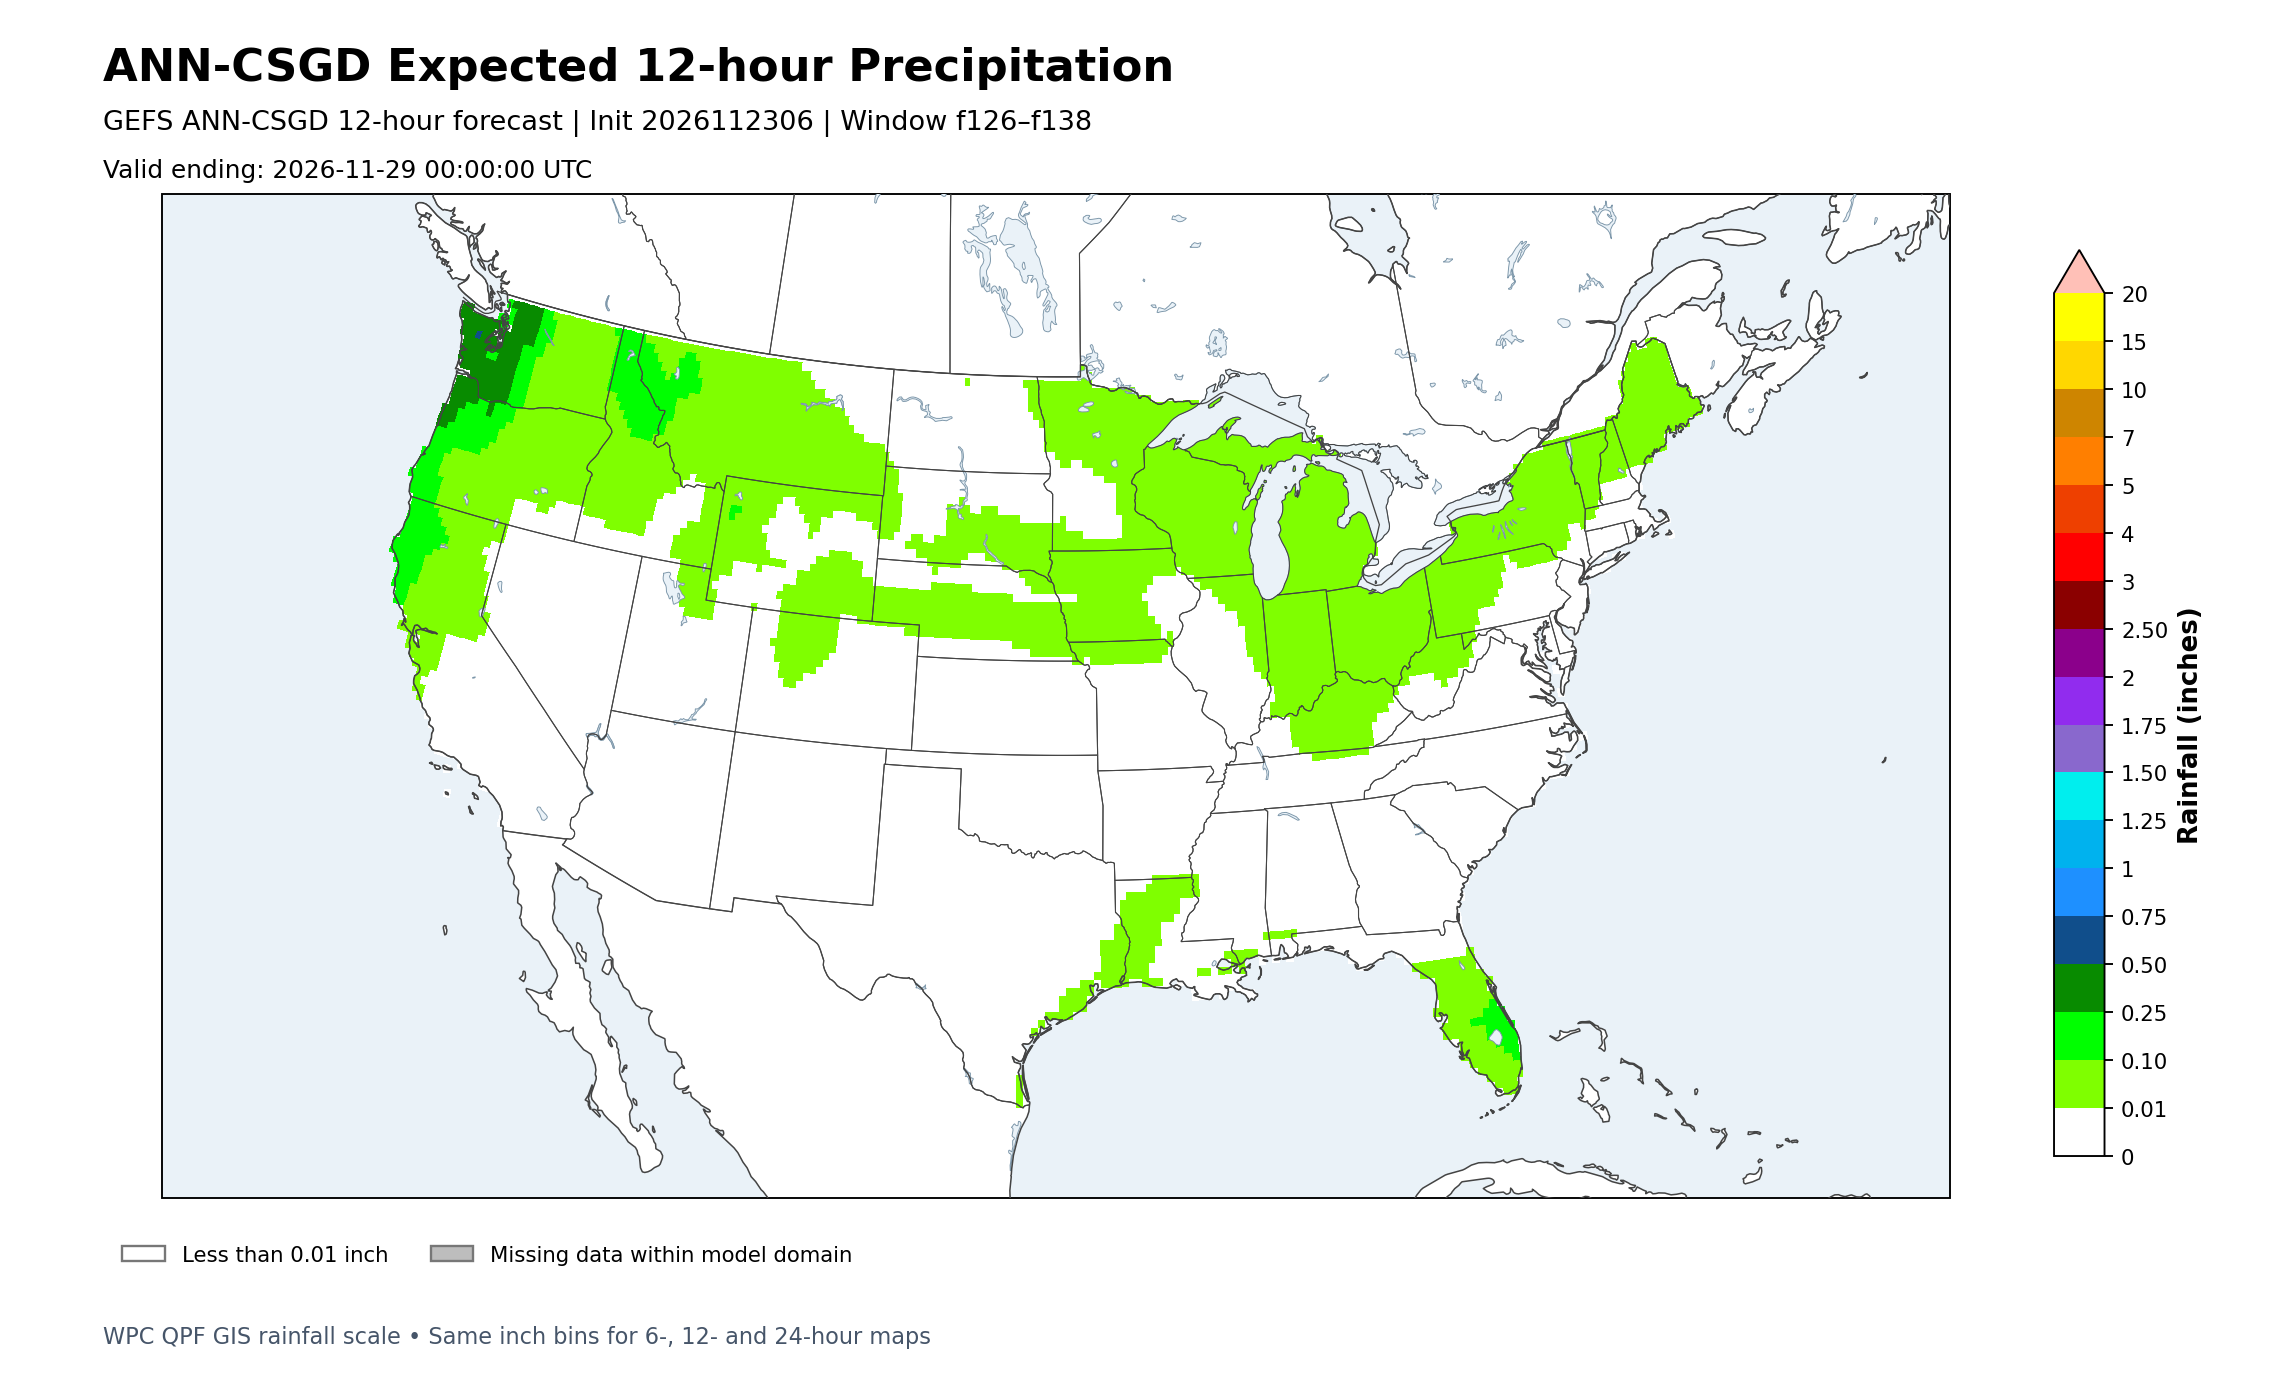 ANN-CSGD Expected 12-hour Precipitation
GEFS ANN-CSGD 12-hour forecast | Init 2026112306 | Window f126–f138
Valid ending: 2026-11-29 00:00:00 UTC
20
15
10
7
5
4
3
2.50
2
1.75
1.50
1.25
1
0.75
0.50
0.25
0.10
0.01
0
Rainfall (inches)
Less than 0.01 inch
Missing data within model domain
WPC QPF GIS rainfall scale • Same inch bins for 6-, 12- and 24-hour maps